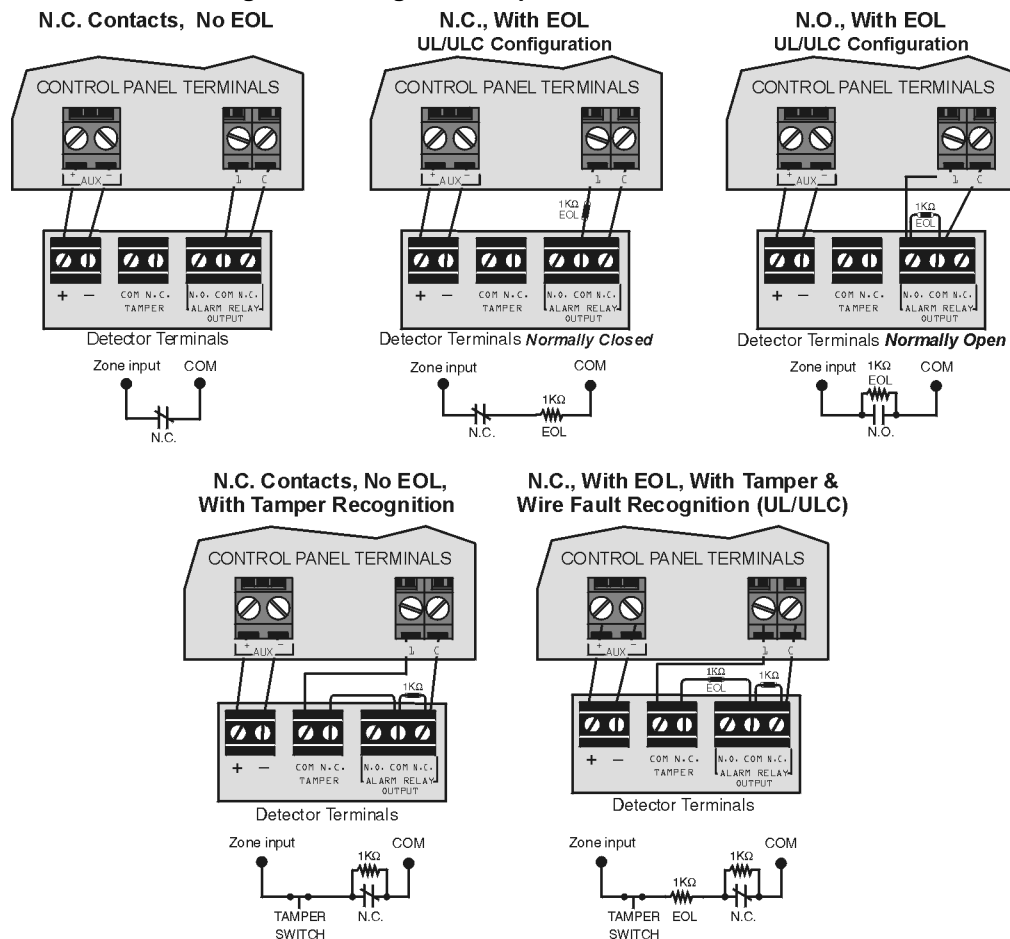 N.C. Contacts, No EOL
CONTROL PANEL TERMINALS
+ AUX -
1 C
+ -
COM N.C.
TAMPER
N.O. COM N.C.
ALARM RELAY
OUTPUT
Detector Terminals
Zone input
COM
N.C.
N.C., With EOL
UL/ULC Configuration
CONTROL PANEL TERMINALS
+ AUX -
1 C
1KΩ
EOL
+ -
COM N.C.
TAMPER
N.O. COM N.C.
ALARM RELAY
OUTPUT
Detector Terminals Normally Closed
Zone input
COM
1KΩ
N.C.
EOL
N.O., With EOL
UL/ULC Configuration
CONTROL PANEL TERMINALS
+ AUX -
1 C
1KΩ
EOL
+ -
COM N.C.
TAMPER
N.O. COM N.C.
ALARM RELAY
OUTPUT
Detector Terminals Normally Open
Zone input
1KΩ
COM
EOL
N.O.
N.C. Contacts, No EOL,
With Tamper Recognition
CONTROL PANEL TERMINALS
+ AUX -
1 C
1KΩ
+ -
COM N.C.
TAMPER
N.O. COM N.C.
ALARM RELAY
OUTPUT
Detector Terminals
Zone input
COM
1KΩ
TAMPER
SWITCH
N.C.
N.C., With EOL, With Tamper &
Wire Fault Recognition (UL/ULC)
CONTROL PANEL TERMINALS
+ AUX -
1 C
1KΩ
EOL
1KΩ
+ -
COM N.C.
TAMPER
N.O. COM N.C.
ALARM RELAY
OUTPUT
Detector Terminals
Zone input
COM
1KΩ
1KΩ
TAMPER
SWITCH
EOL
N.C.